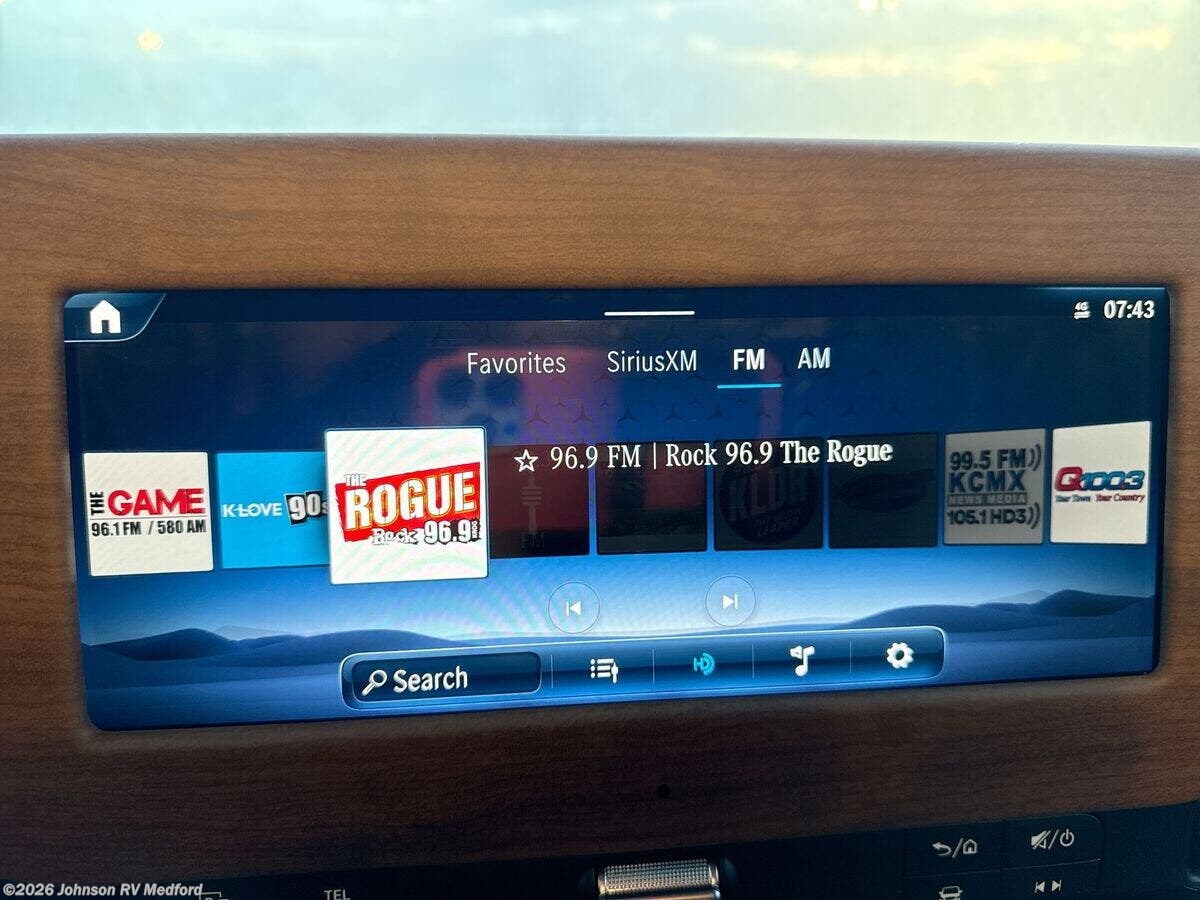 4G 07:43
Favorites SiriusXM FM AM
96.9 FM | Rock 96.9 The Rogue
THE GAME
96.1 FM / 580 AM
K-LOVE 90s
THE
ROGUE
Rock 96.9
FM
KLDR
99.5 FM
KCMX
NEWS MEDIA
105.1 HD3
Q100.3
Your Town Your Country
Search
TEL
©2026 Johnson RV Medford